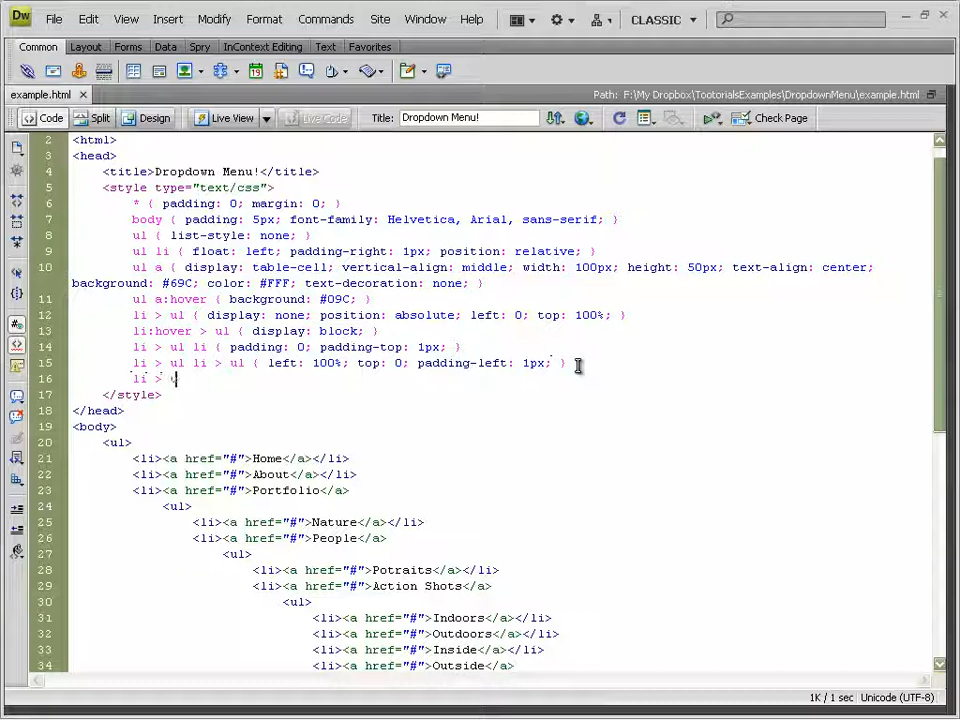 Dw File Edit View Insert Modify Format Commands Site Window Help CLASSIC
Common Layout Forms Data Spry InContext Editing Text Favorites
example.html × Path: F:\My Dropbox\TootorialsExamples\DropdownMenu\example.html
Code Split Design Live View Live Code Title: Dropdown Menu! Check Page
2 <html>
3 <head>
4 <title>Dropdown Menu!</title>
5 <style type="text/css">
6 * { padding: 0; margin: 0; }
7 body { padding: 5px; font-family: Helvetica, Arial, sans-serif; }
8 ul { list-style: none; }
9 ul li { float: left; padding-right: 1px; position: relative; }
10 ul a { display: table-cell; vertical-align: middle; width: 100px; height: 50px; text-align: center;
background: #69C; color: #FFF; text-decoration: none; }
11 ul a:hover { background: #09C; }
12 li > ul { display: none; position: absolute; left: 0; top: 100%; }
13 li:hover > ul { display: block; }
14 li > ul li { padding: 0; padding-top: 1px; }
15 li > ul li > ul { left: 100%; top: 0; padding-left: 1px; }
16 li >
17 </style>
18 </head>
19 <body>
20 <ul>
21 <li><a href="#">Home</a></li>
22 <li><a href="#">About</a></li>
23 <li><a href="#">Portfolio</a>
24 <ul>
25 <li><a href="#">Nature</a></li>
26 <li><a href="#">People</a>
27 <ul>
28 <li><a href="#">Potraits</a></li>
29 <li><a href="#">Action Shots</a>
30 <ul>
31 <li><a href="#">Indoors</a></li>
32 <li><a href="#">Outdoors</a></li>
33 <li><a href="#">Inside</a></li>
34 <li><a href="#">Outside</a>
1K / 1 sec Unicode (UTF-8)